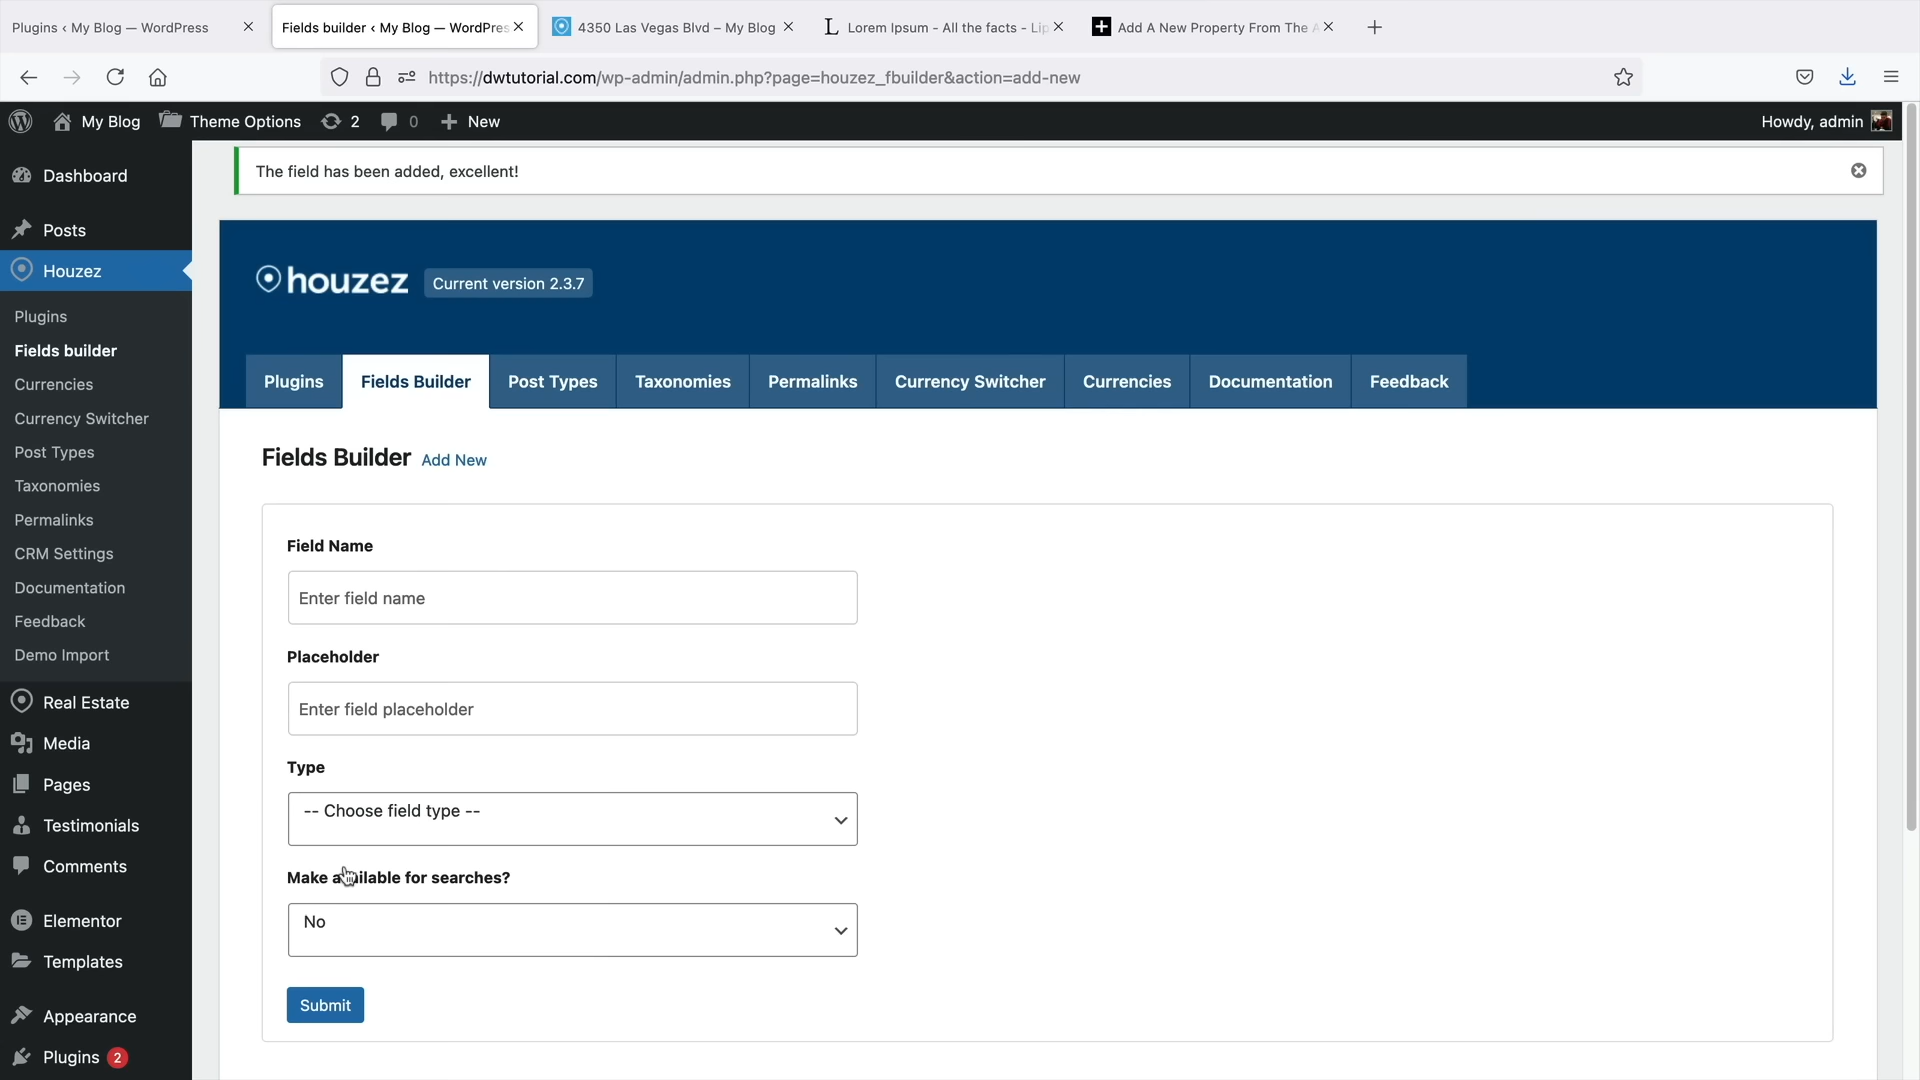 Plugins ‹ My Blog — WordPress
Fields builder ‹ My Blog — WordPres
4350 Las Vegas Blvd – My Blog
Lorem Ipsum - All the facts - Lip
Add A New Property From The A
https://dwtutorial.com/wp-admin/admin.php?page=houzez_fbuilder&action=add-new
My Blog
Theme Options
2
0
New
Howdy, admin
Dashboard
Posts
Houzez
Plugins
Fields builder
Currencies
Currency Switcher
Post Types
Taxonomies
Permalinks
CRM Settings
Documentation
Feedback
Demo Import
Real Estate
Media
Pages
Testimonials
Comments
Elementor
Templates
Appearance
Plugins 2
The field has been added, excellent!
houzez
Current version 2.3.7
Plugins
Fields Builder
Post Types
Taxonomies
Permalinks
Currency Switcher
Currencies
Documentation
Feedback
Fields Builder Add New
Field Name
Enter field name
Placeholder
Enter field placeholder
Type
-- Choose field type --
Make available for searches?
No
Submit